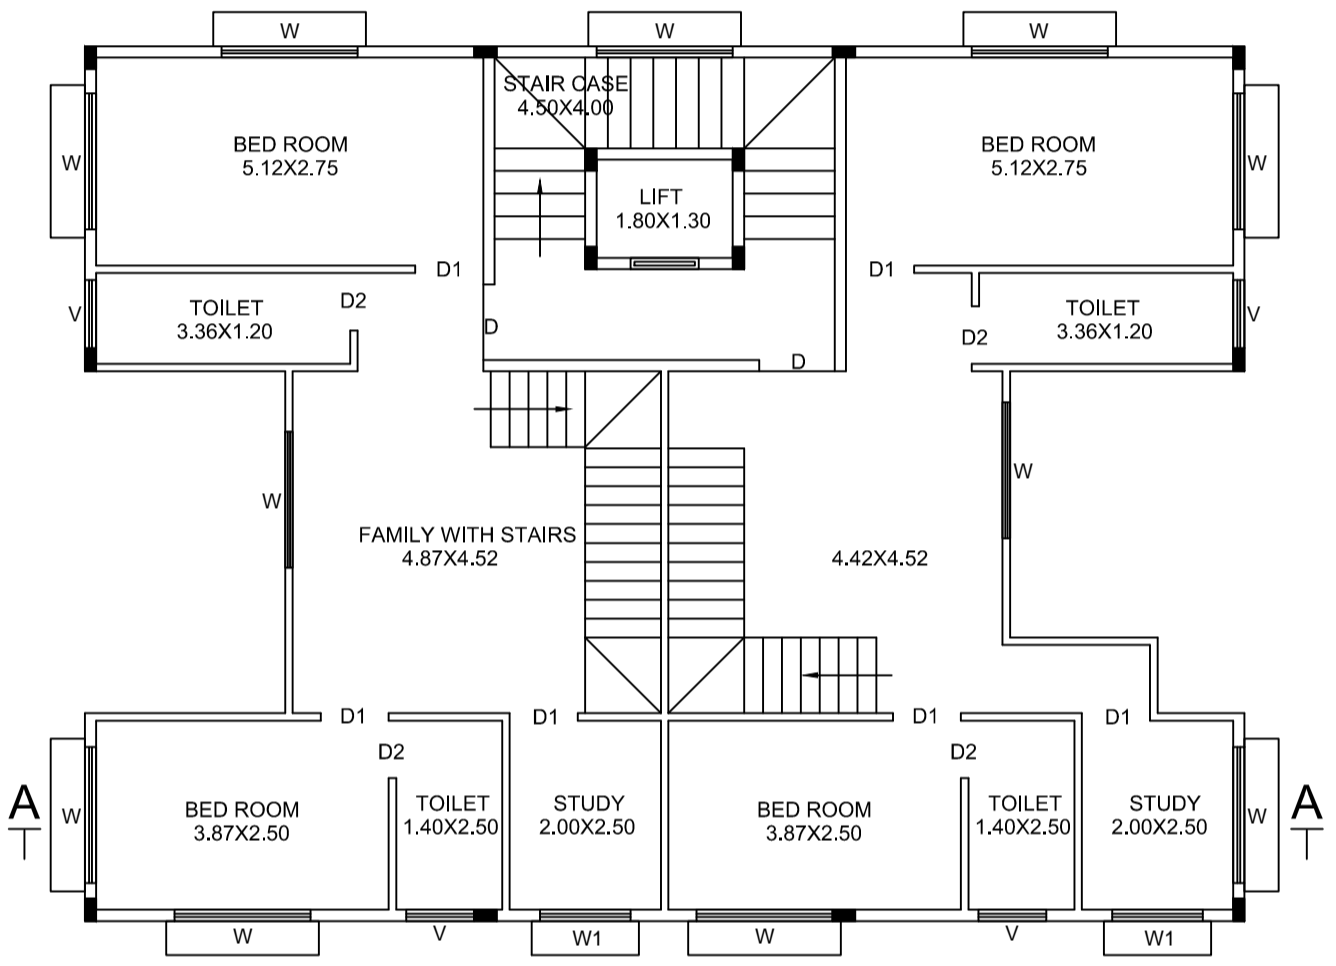 W
W
W
STAIR CASE
4.50X4.00
BED ROOM
5.12X2.75
BED ROOM
5.12X2.75
W
W
LIFT
1.80X1.30
D1
D1
TOILET
3.36X1.20
D2
TOILET
3.36X1.20
V
V
D
D2
D
W
W
FAMILY WITH STAIRS
4.87X4.52
4.42X4.52
D1
D1
D1
D1
D2
D2
A
W
BED ROOM
3.87X2.50
TOILET
1.40X2.50
STUDY
2.00X2.50
BED ROOM
3.87X2.50
TOILET
1.40X2.50
STUDY
2.00X2.50
W
A
W
V
W1
W
V
W1